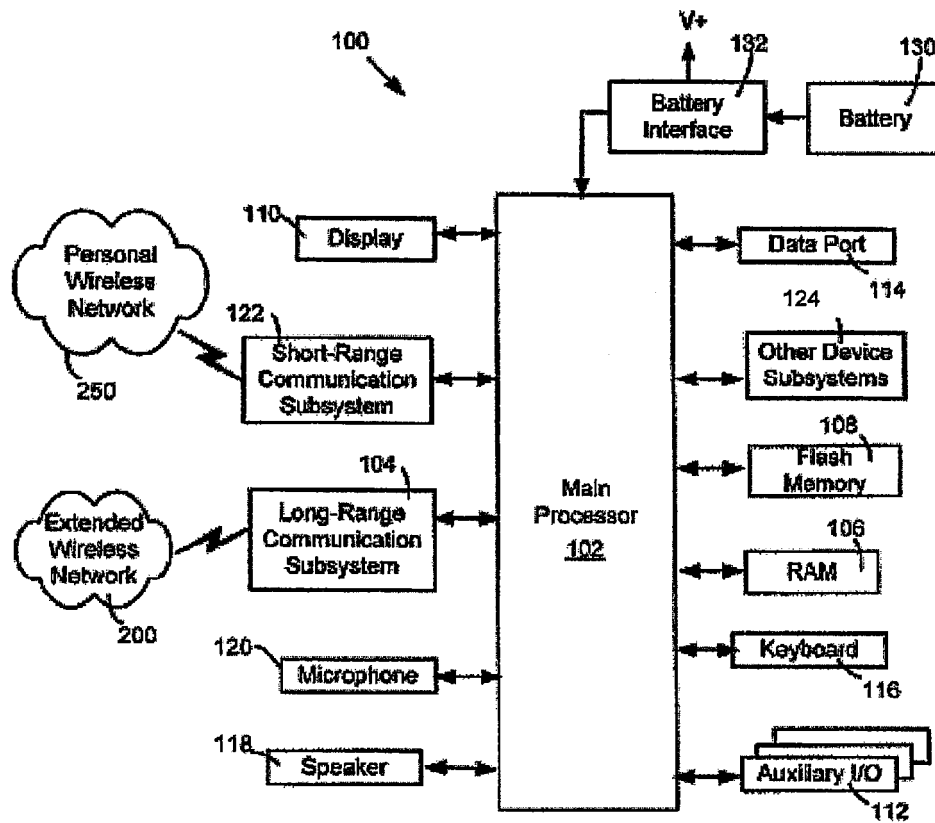 V+
100
132
130
Battery
Interface
Battery
110
Display
Data Port
114
Personal
Wireless
Network
250
122
Short-Range
Communication
Subsystem
124
Other Device
Subsystems
108
Flash
Memory
104
Long-Range
Communication
Subsystem
Main
Processor
102
Extended
Wireless
Network
200
106
RAM
120
Microphone
Keyboard
116
118
Speaker
Auxiliary I/O
112